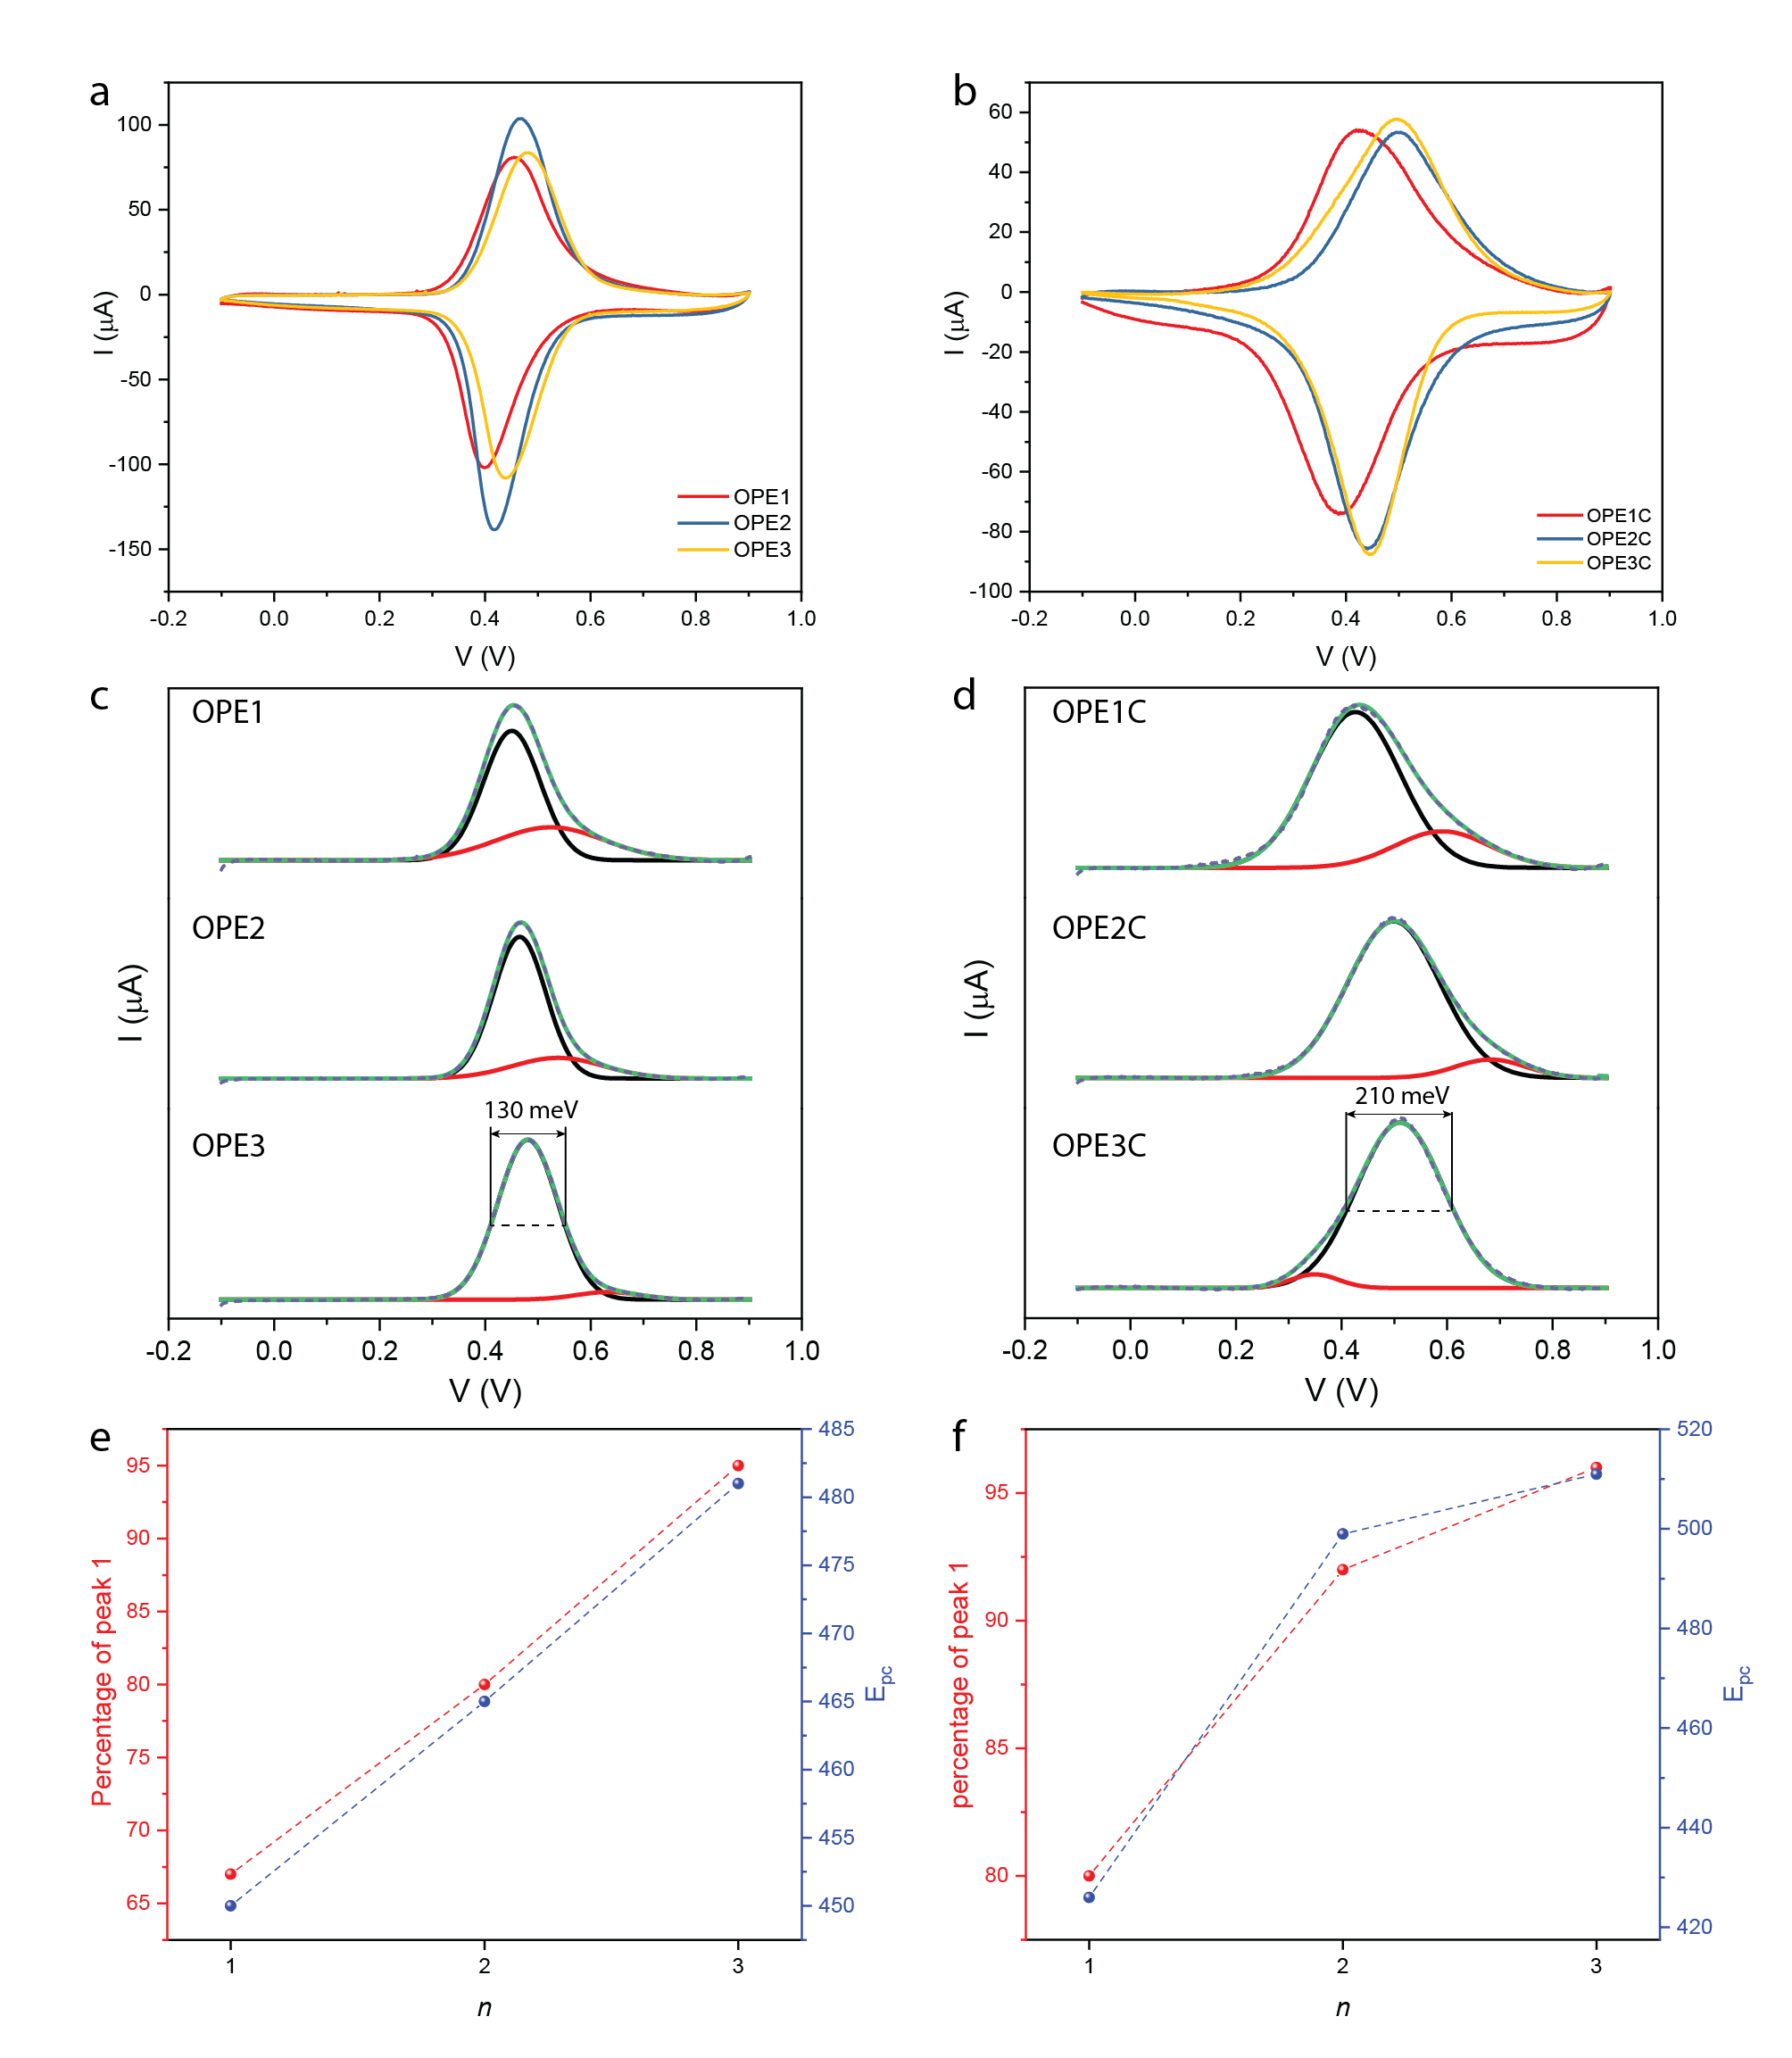 a
100
50
0
-50
-100
-150
I (μA)
-0.2 0.0 0.2 0.4 0.6 0.8 1.0
V (V)
OPE1
OPE2
OPE3
b
60
40
20
0
-20
-40
-60
-80
-100
I (μA)
-0.2 0.0 0.2 0.4 0.6 0.8 1.0
V (V)
OPE1C
OPE2C
OPE3C
c
OPE1
OPE2
130 meV
OPE3
I (μA)
-0.2 0.0 0.2 0.4 0.6 0.8 1.0
V (V)
d
OPE1C
OPE2C
210 meV
OPE3C
I (μA)
-0.2 0.0 0.2 0.4 0.6 0.8 1.0
V (V)
e
95
90
85
80
75
70
65
Percentage of peak 1
485
480
475
470
465
460
455
450
Epc
1 2 3
n
f
95
90
85
80
percentage of peak 1
520
500
480
460
440
420
Epc
1 2 3
n